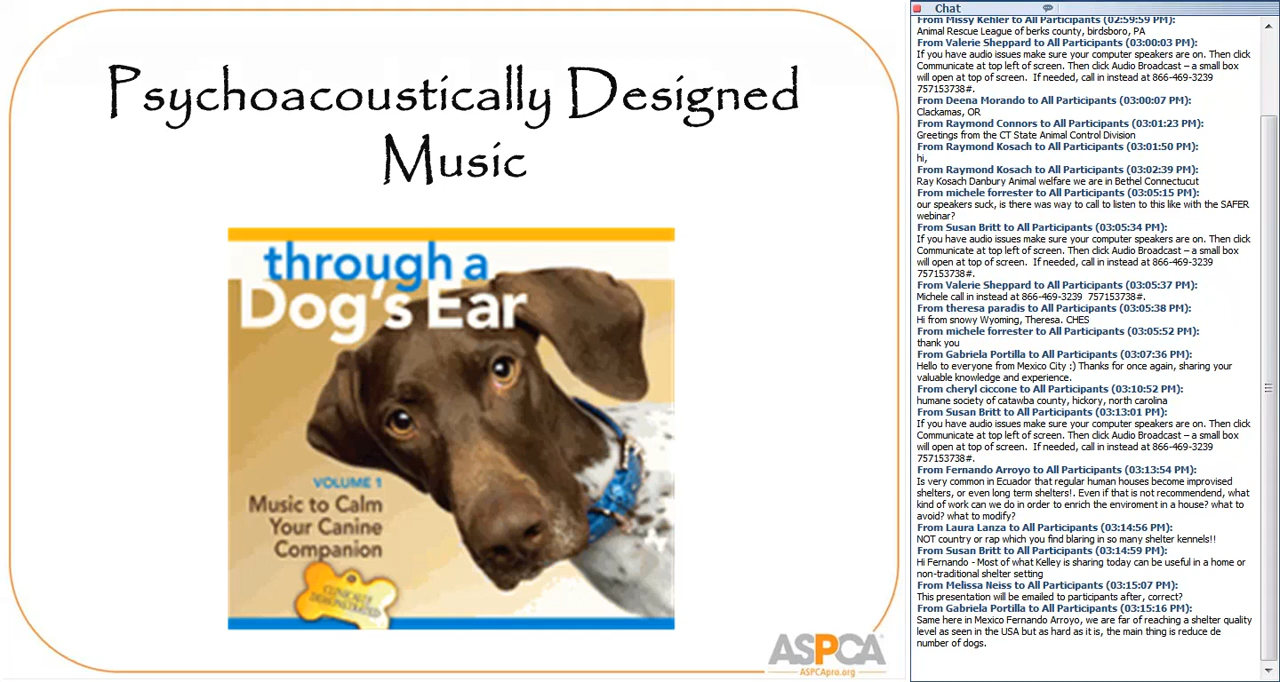 Psychoacoustically Designed
Music
through a
Dog's Ear
VOLUME 1
Music to Calm
Your Canine
Companion
CLINICALLY
DEMONSTRATED
ASPCA
ASPCApro.org
Chat
From Missy Kehler to All Participants (02:59:59 PM):
Animal Rescue League of berks county, birdsboro, PA
From Valerie Sheppard to All Participants (03:00:03 PM):
If you have audio issues make sure your computer speakers are on. Then click
Communicate at top left of screen. Then click Audio Broadcast – a small box
will open at top of screen.  If needed, call in instead at 866-469-3239
757153738#.
From Deena Morando to All Participants (03:00:07 PM):
Clackamas, OR
From Raymond Connors to All Participants (03:01:23 PM):
Greetings from the CT State Animal Control Division
From Raymond Kosach to All Participants (03:01:50 PM):
hi,
From Raymond Kosach to All Participants (03:02:39 PM):
Ray Kosach Danbury Animal welfare we are in Bethel Connectucut
From michele forrester to All Participants (03:05:15 PM):
our speakers suck, is there was way to call to listen to this like with the SAFER
webinar?
From Susan Britt to All Participants (03:05:34 PM):
If you have audio issues make sure your computer speakers are on. Then click
Communicate at top left of screen. Then click Audio Broadcast – a small box
will open at top of screen.  If needed, call in instead at 866-469-3239
757153738#.
From Valerie Sheppard to All Participants (03:05:37 PM):
Michele call in instead at 866-469-3239  757153738#.
From theresa paradis to All Participants (03:05:38 PM):
Hi from snowy Wyoming, Theresa. CHES
From michele forrester to All Participants (03:05:52 PM):
thank you
From Gabriela Portilla to All Participants (03:07:36 PM):
Hello to everyone from Mexico City :) Thanks for once again, sharing your
valuable knowledge and experience.
From cheryl ciccone to All Participants (03:10:52 PM):
humane society of catawba county, hickory, north carolina
From Susan Britt to All Participants (03:13:01 PM):
If you have audio issues make sure your computer speakers are on. Then click
Communicate at top left of screen. Then click Audio Broadcast – a small box
will open at top of screen.  If needed, call in instead at 866-469-3239
757153738#.
From Fernando Arroyo to All Participants (03:13:54 PM):
Is very common in Ecuador that regular human houses become improvised
shelters, or even long term shelters!. Even if that is not recommendend, what
kind of work can we do in order to enrich the enviroment in a house? what to
avoid? what to modify?
From Laura Lanza to All Participants (03:14:56 PM):
NOT country or rap which you find blaring in so many shelter kennels!!
From Susan Britt to All Participants (03:14:59 PM):
Hi Fernando - Most of what Kelley is sharing today can be useful in a home or
non-traditional shelter setting
From Melissa Neiss to All Participants (03:15:07 PM):
This presentation will be emailed to participants after, correct?
From Gabriela Portilla to All Participants (03:15:16 PM):
Same here in Mexico Fernando Arroyo, we are far of reaching a shelter quality
level as seen in the USA but as hard as it is, the main thing is reduce de
number of dogs.